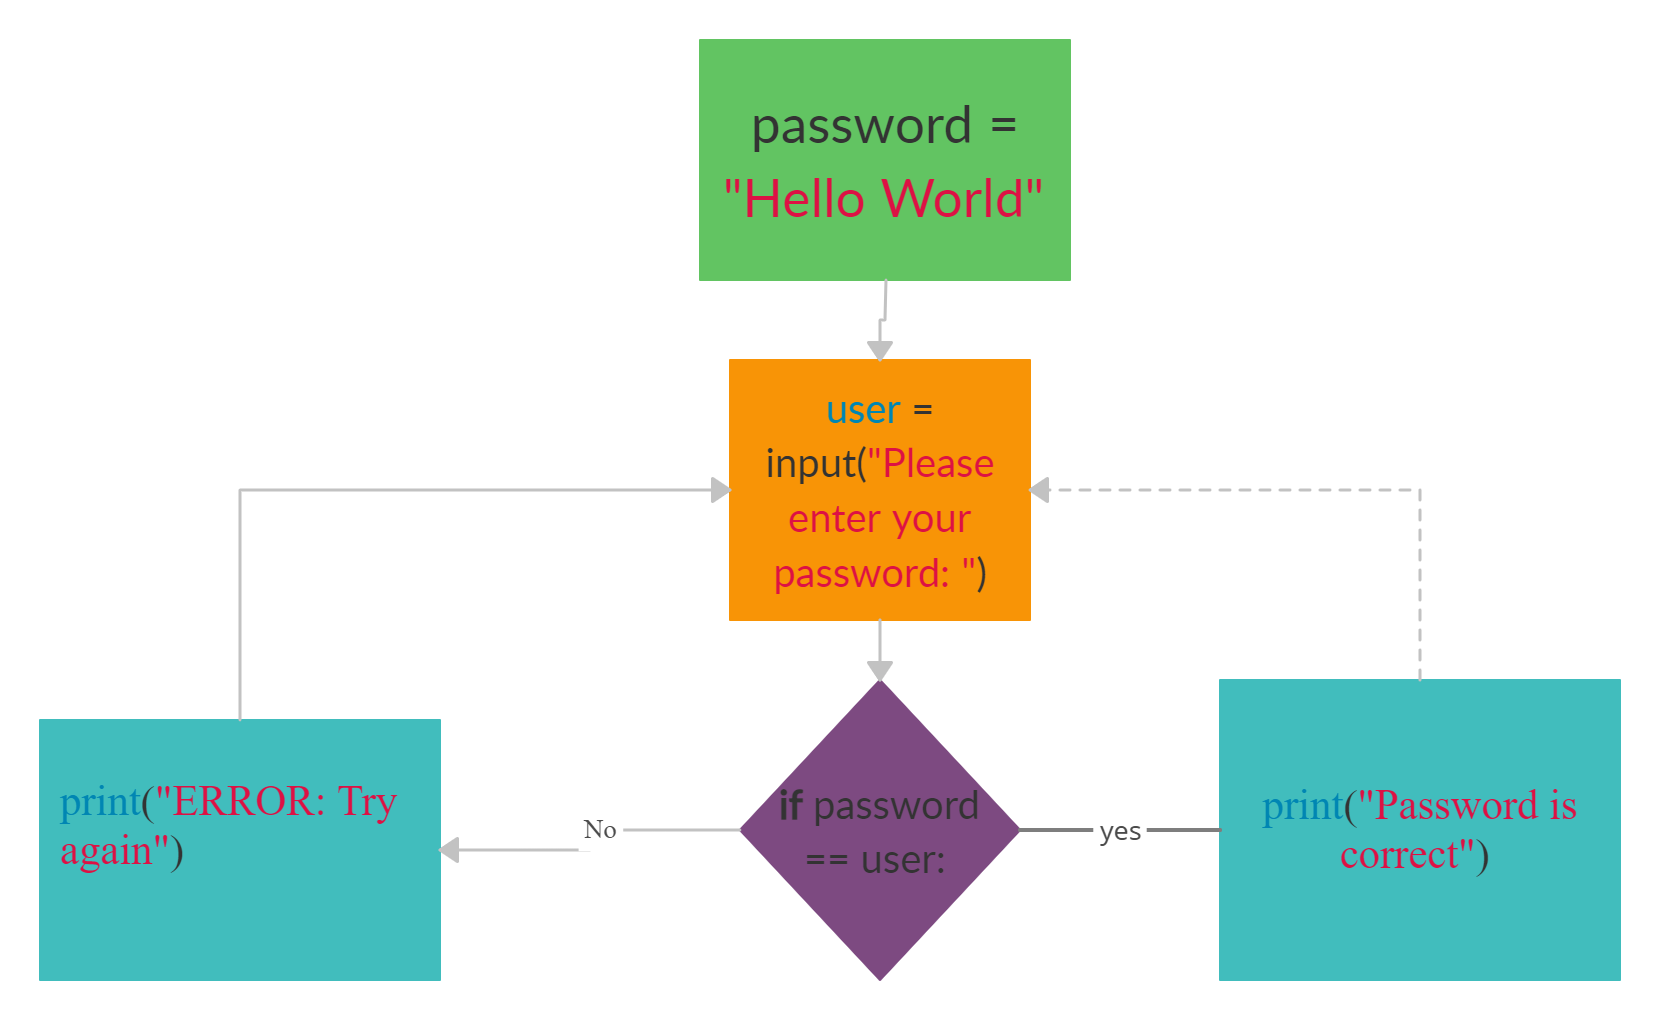 password =
"Hello World"
user =
input("Please
enter your
password: ")
print("ERROR: Try
again")
No
if password
== user:
yes
print("Password is
correct")